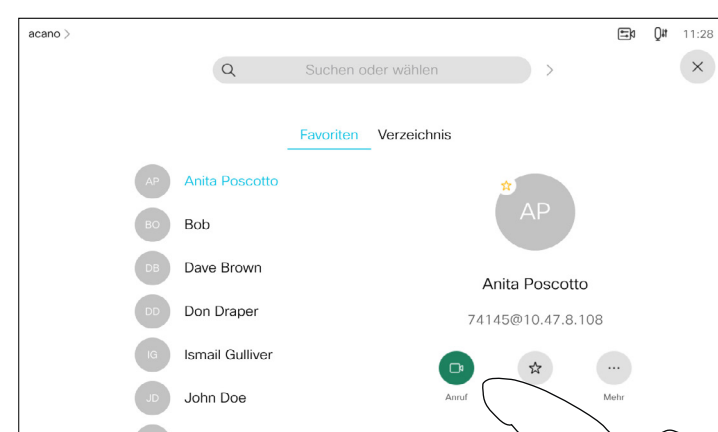 acano >
11:28
Suchen oder wählen
Favoriten Verzeichnis
AP Anita Poscotto
BO Bob
DB Dave Brown
DD Don Draper
IG Ismail Gulliver
JD John Doe
AP
Anita Poscotto
74145@10.47.8.108
Anruf
Mehr